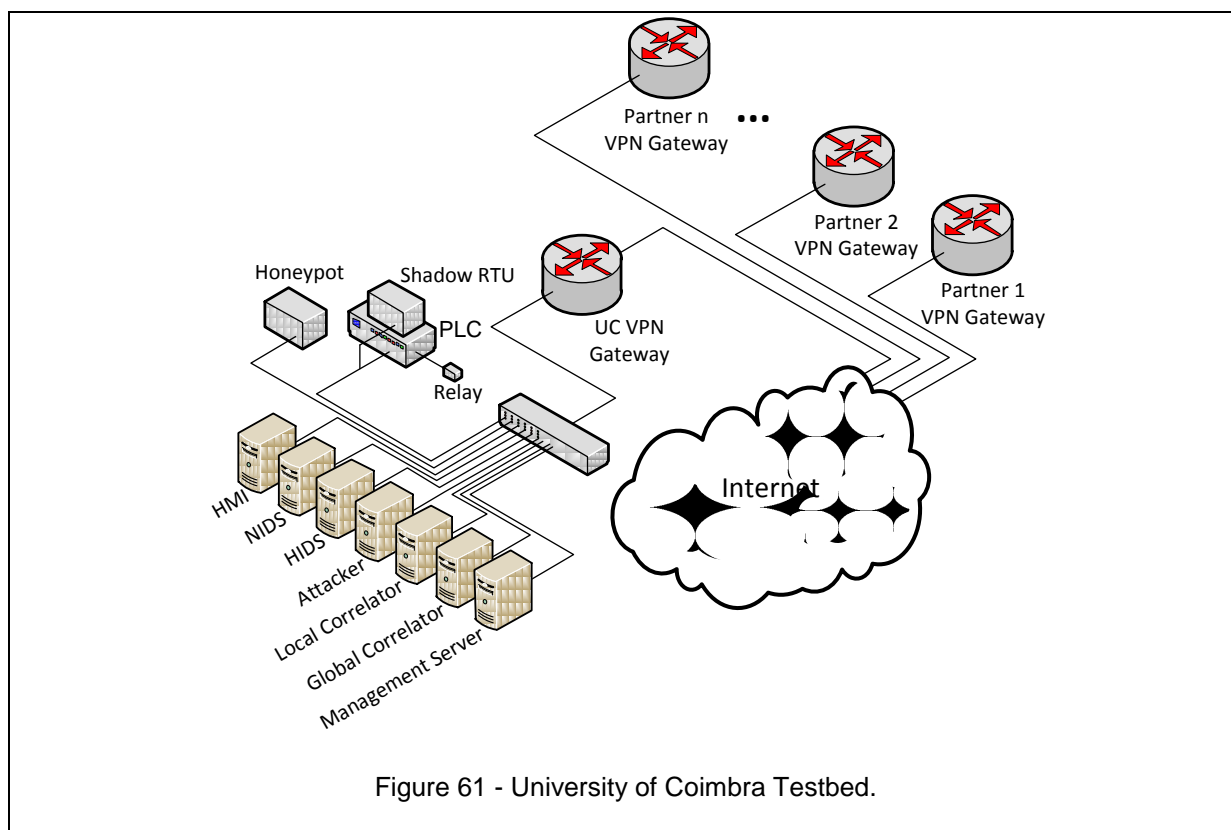 Partner n
VPN Gateway
...
Partner 2
VPN Gateway
Partner 1
VPN Gateway
Honeypot
Shadow RTU
PLC
Relay
UC VPN
Gateway
Internet
HMI
NIDS
HIDS
Attacker
Local Correlator
Global Correlator
Management Server
Figure 61 - University of Coimbra Testbed.